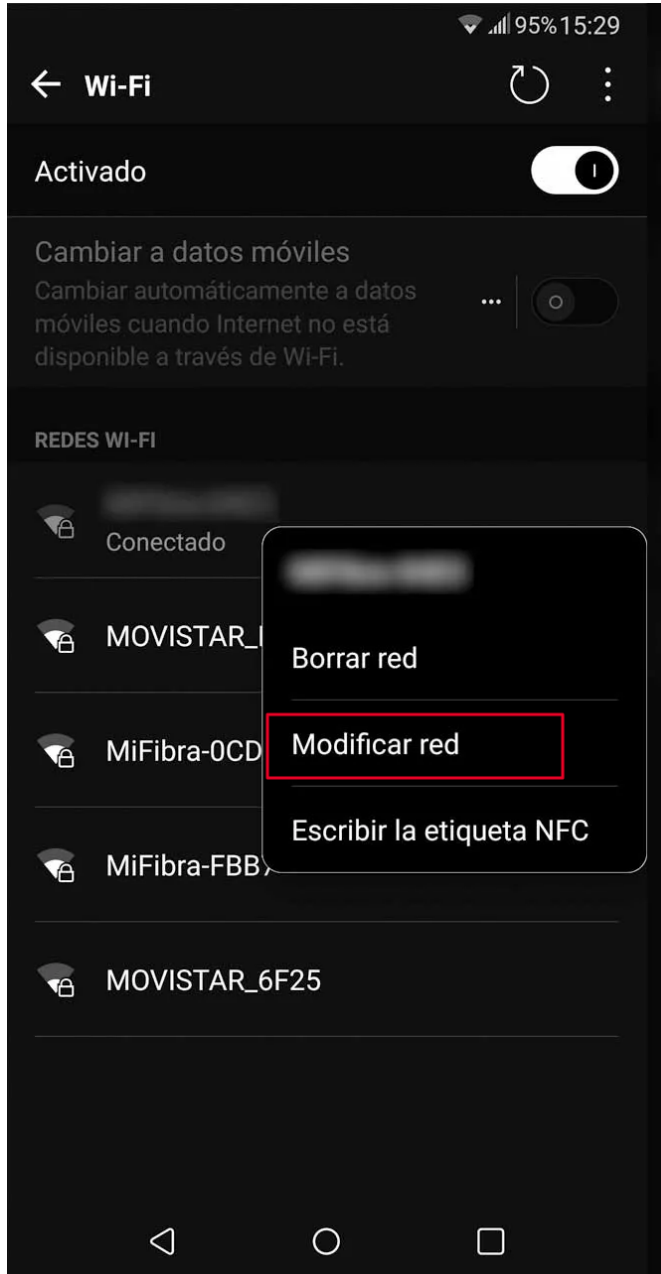 95% 15:29
Wi-Fi
Activado
Cambiar a datos móviles
Cambiar automáticamente a datos
móviles cuando Internet no está
disponible a través de Wi-Fi.
REDES WI-FI
Conectado
MOVISTAR_
MiFibra-0CD
MiFibra-FBB
MOVISTAR_6F25
Borrar red
Modificar red
Escribir la etiqueta NFC